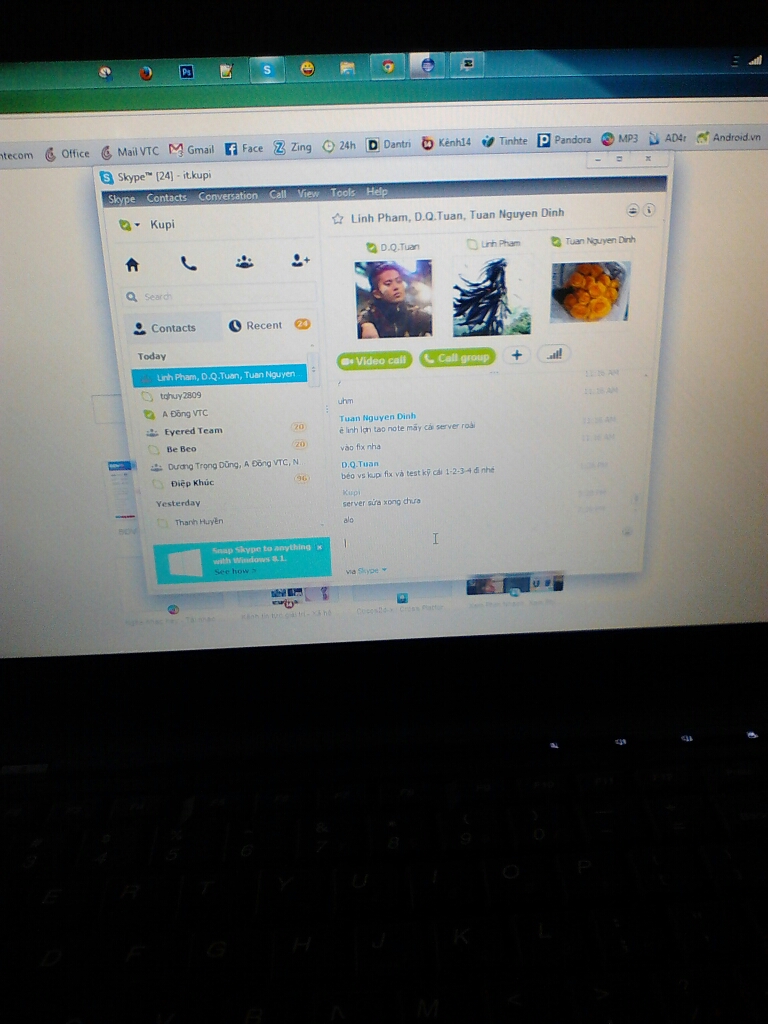 Ps
S
ntecom Office Mail VTC Gmail Face Zing 24h Dantri Kênh14 Tinhte Pandora MP3 AD4r Android.vn
Skype™ [24] - it.kupi
Skype Contacts Conversation Call View Tools Help
Kupi
Search
Contacts
Recent 24
Today
Linh Pham, D.Q.Tuan, Tuan Nguyen ...
tqhuy2809
A Đông VTC
Eyered Team 70
Be Beo 20
Dương Trọng Dũng, A Đông VTC, N
Điệp Khúc 96
Yesterday
Thanh Huyền
Snap Skype to anything
with Windows 8.1.
See how >
Linh Pham, D.Q.Tuan, Tuan Nguyen Dinh
D.Q.Tuan
Linh Pham
Tuan Nguyen Dinh
Video call
Call group
uhm
Tuan Nguyen Dinh
ê linh lợn tao note mấy cái server roài
vào fix nha
D.Q.Tuan
béo vs kupi fix và test kỹ cái 1-2-3-4 đi nhé
Kupi
server sửa xong chưa
alo
via Skype
E R T Y U I O P
D F G H J K L
V B N M